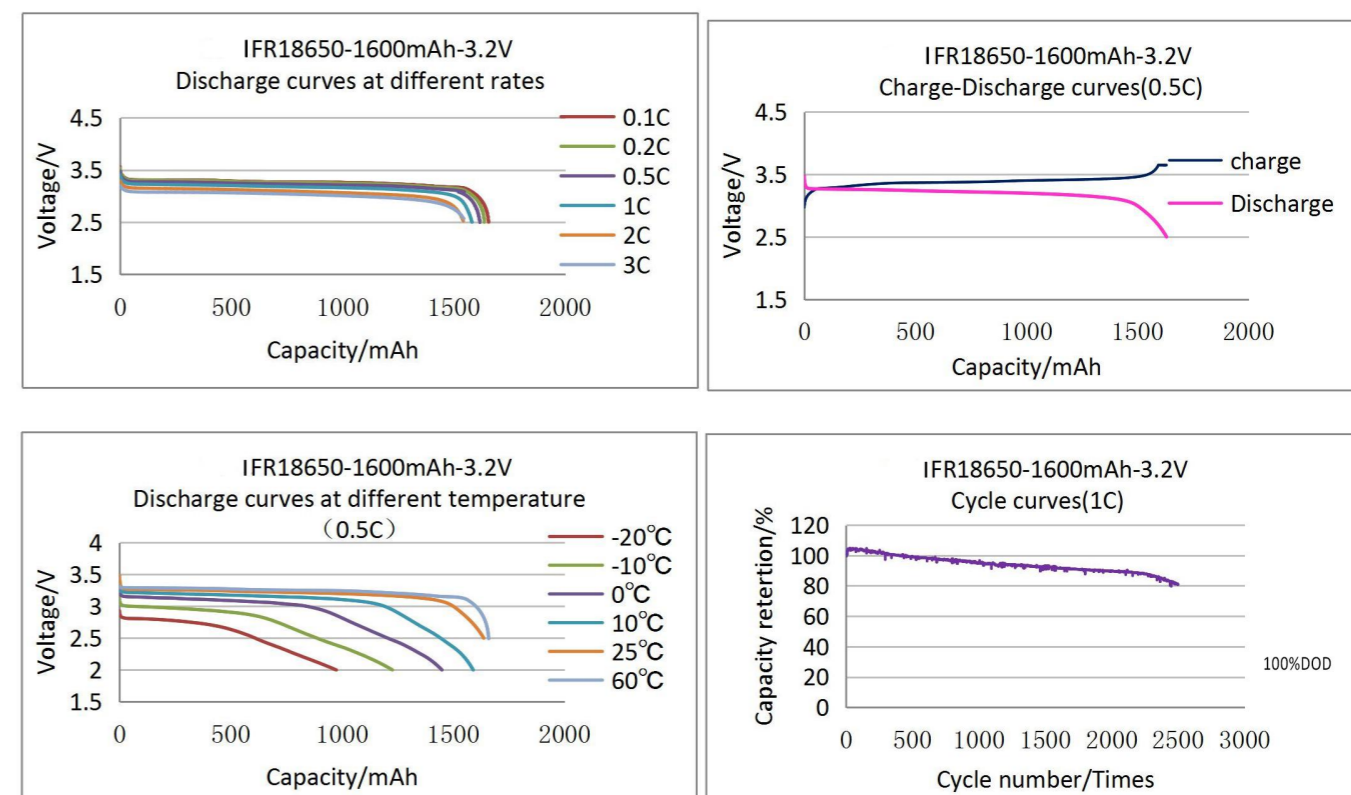 IFR18650-1600mAh-3.2V
Discharge curves at different rates
4.5
3.5
2.5
1.5
Voltage/V
0
500
1000
1500
2000
Capacity/mAh
0.1C
0.2C
0.5C
1C
2C
3C
IFR18650-1600mAh-3.2V
Charge-Discharge curves(0.5C)
4.5
3.5
2.5
1.5
Voltage/V
0
500
1000
1500
2000
Capacity/mAh
charge
Discharge
IFR18650-1600mAh-3.2V
Discharge curves at different temperature
（0.5C）
4
3.5
3
2.5
2
1.5
Voltage/V
0
500
1000
1500
2000
Capacity/mAh
-20℃
-10℃
0℃
10℃
25℃
60℃
IFR18650-1600mAh-3.2V
Cycle curves(1C)
120
100
80
60
40
20
0
Capacity retention/%
0
500
1000
1500
2000
2500
3000
Cycle number/Times
100%DOD